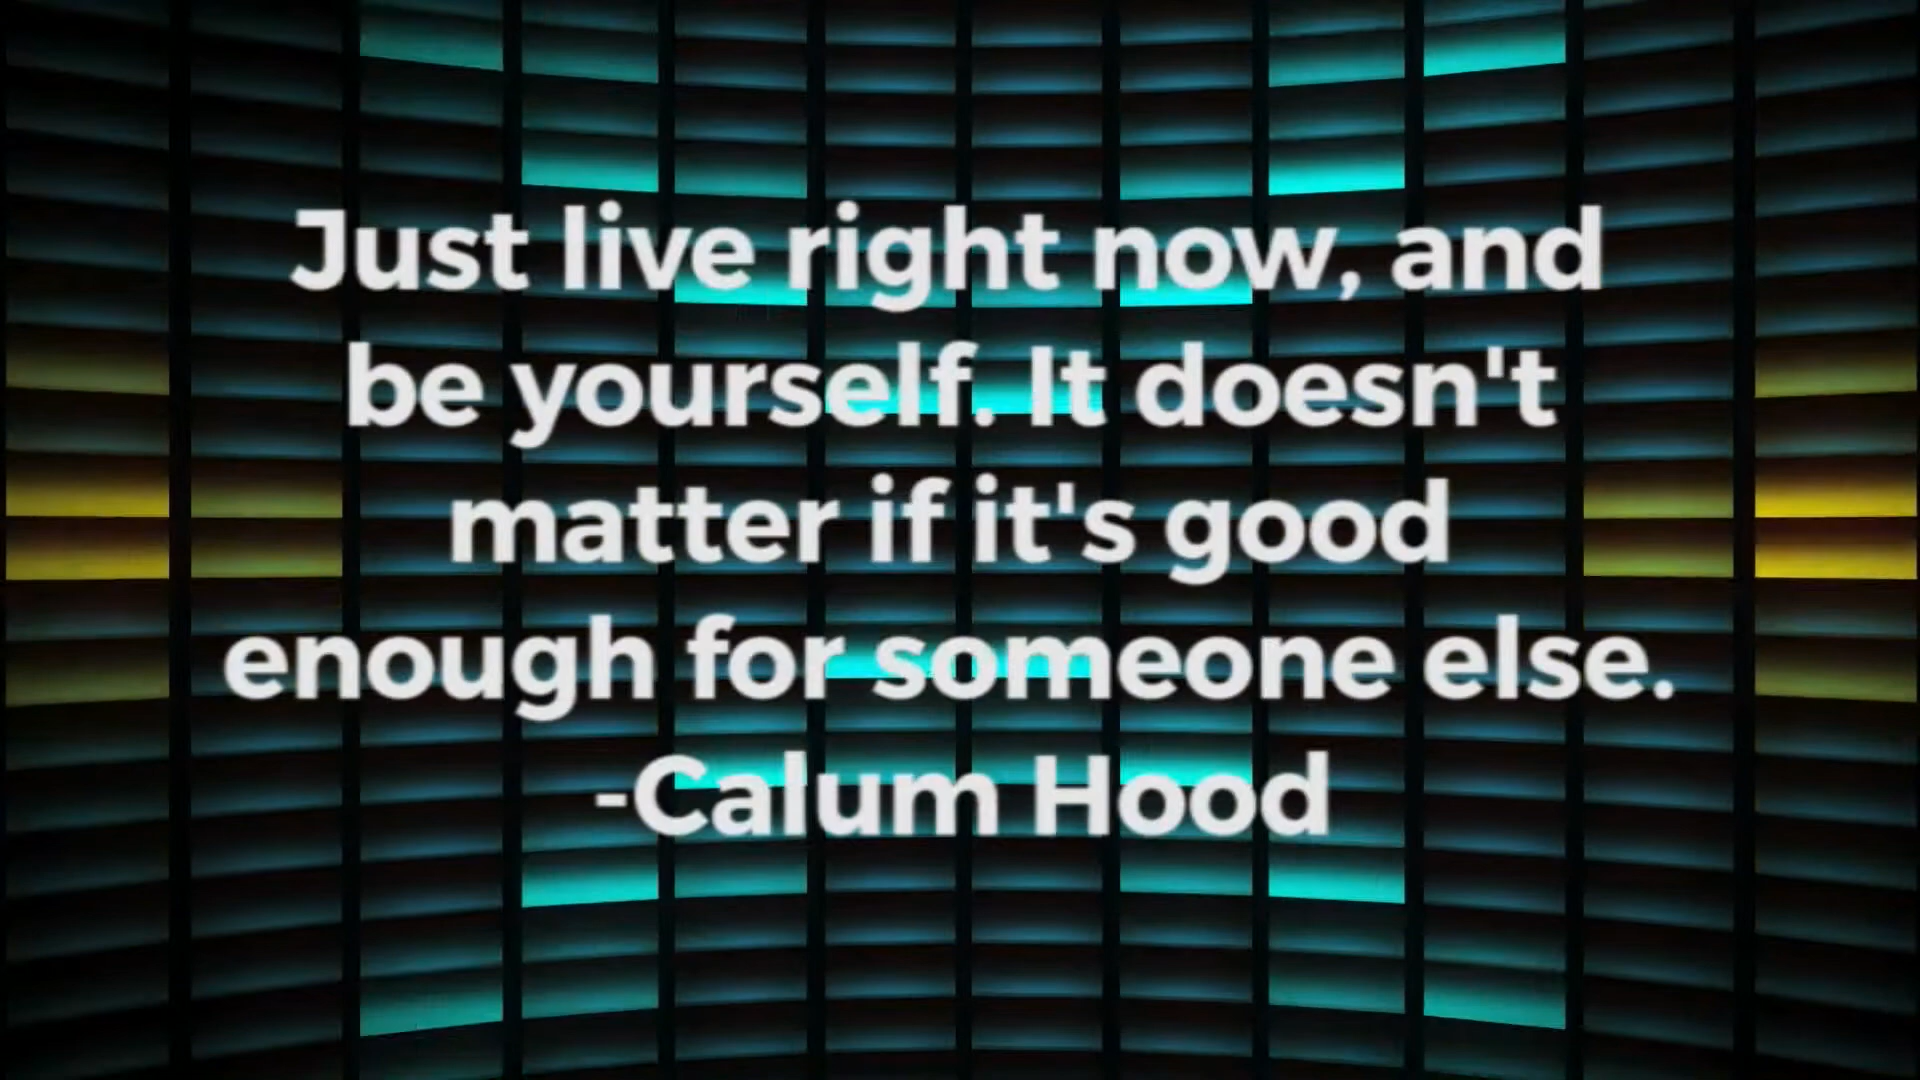 Just live right now, and
be yourself. It doesn't
matter if it's good
enough for someone else.
-Calum Hood